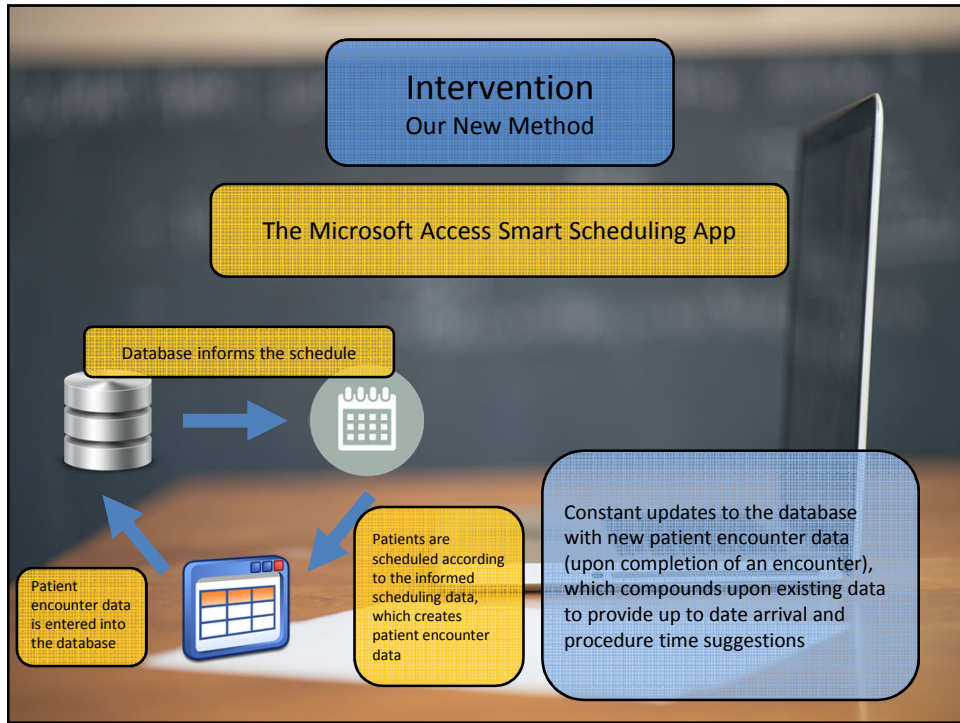 Intervention
Our New Method
The Microsoft Access Smart Scheduling App
Database informs the schedule
Patients are
scheduled according
to the informed
scheduling data,
which creates
patient encounter
data
Patient
encounter data
is entered into
the database
Constant updates to the database
with new patient encounter data
(upon completion of an encounter),
which compounds upon existing data
to provide up to date arrival and
procedure time suggestions